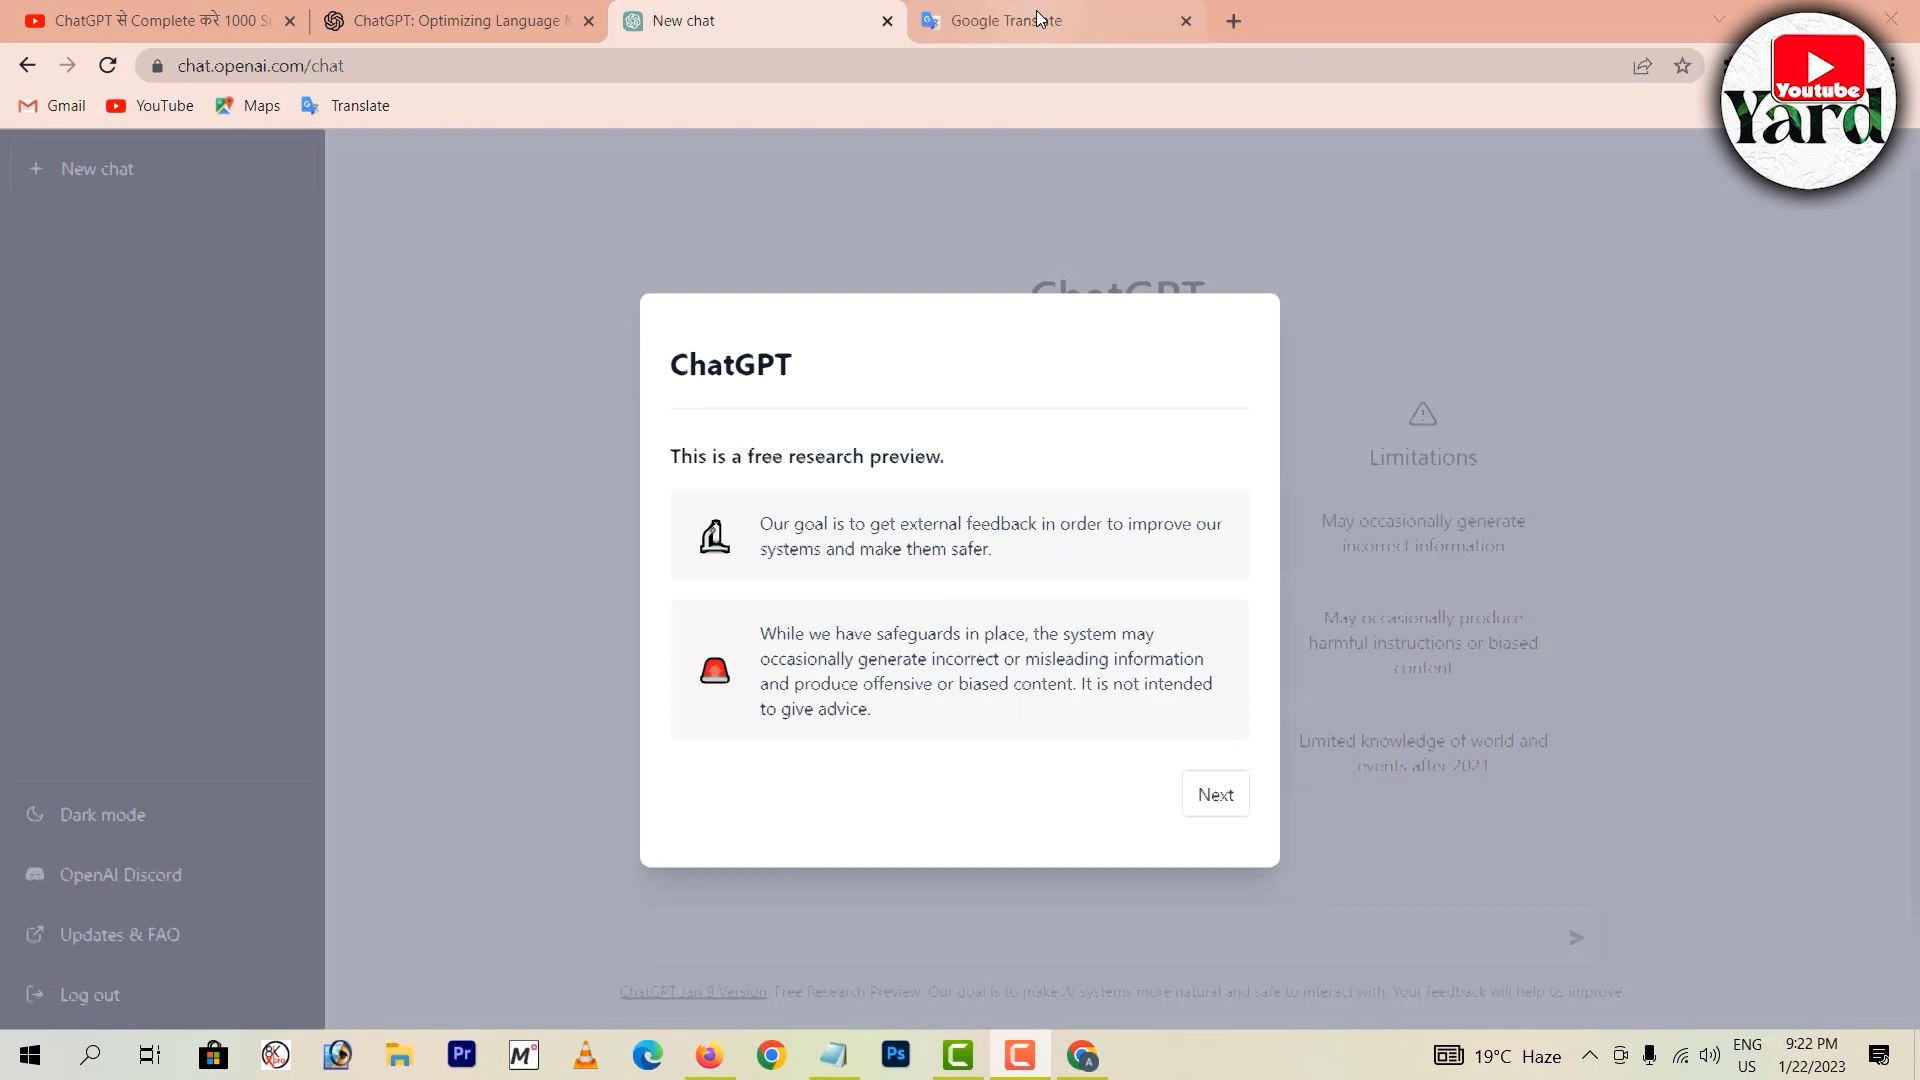 ChatGPT से Complete करे 1000 Su
ChatGPT: Optimizing Language M
New chat
Google Translate
chat.openai.com/chat
Gmail
YouTube
Maps
Translate
Youtube
Yard
New chat
ChatGPT
ChatGPT
This is a free research preview.
Our goal is to get external feedback in order to improve our
systems and make them safer.
While we have safeguards in place, the system may
occasionally generate incorrect or misleading information
and produce offensive or biased content. It is not intended
to give advice.
Next
Limitations
May occasionally generate
incorrect information
May occasionally produce
harmful instructions or biased
content
Limited knowledge of world and
events after 2021
Dark mode
OpenAI Discord
Updates & FAQ
Log out
ChatGPT Jan 9 Version. Free Research Preview. Our goal is to make AI systems more natural and safe to interact with. Your feedback will help us improve.
8K
pro
Pr
M
Ps
A
19°C Haze
ENG
US
9:22 PM
1/22/2023